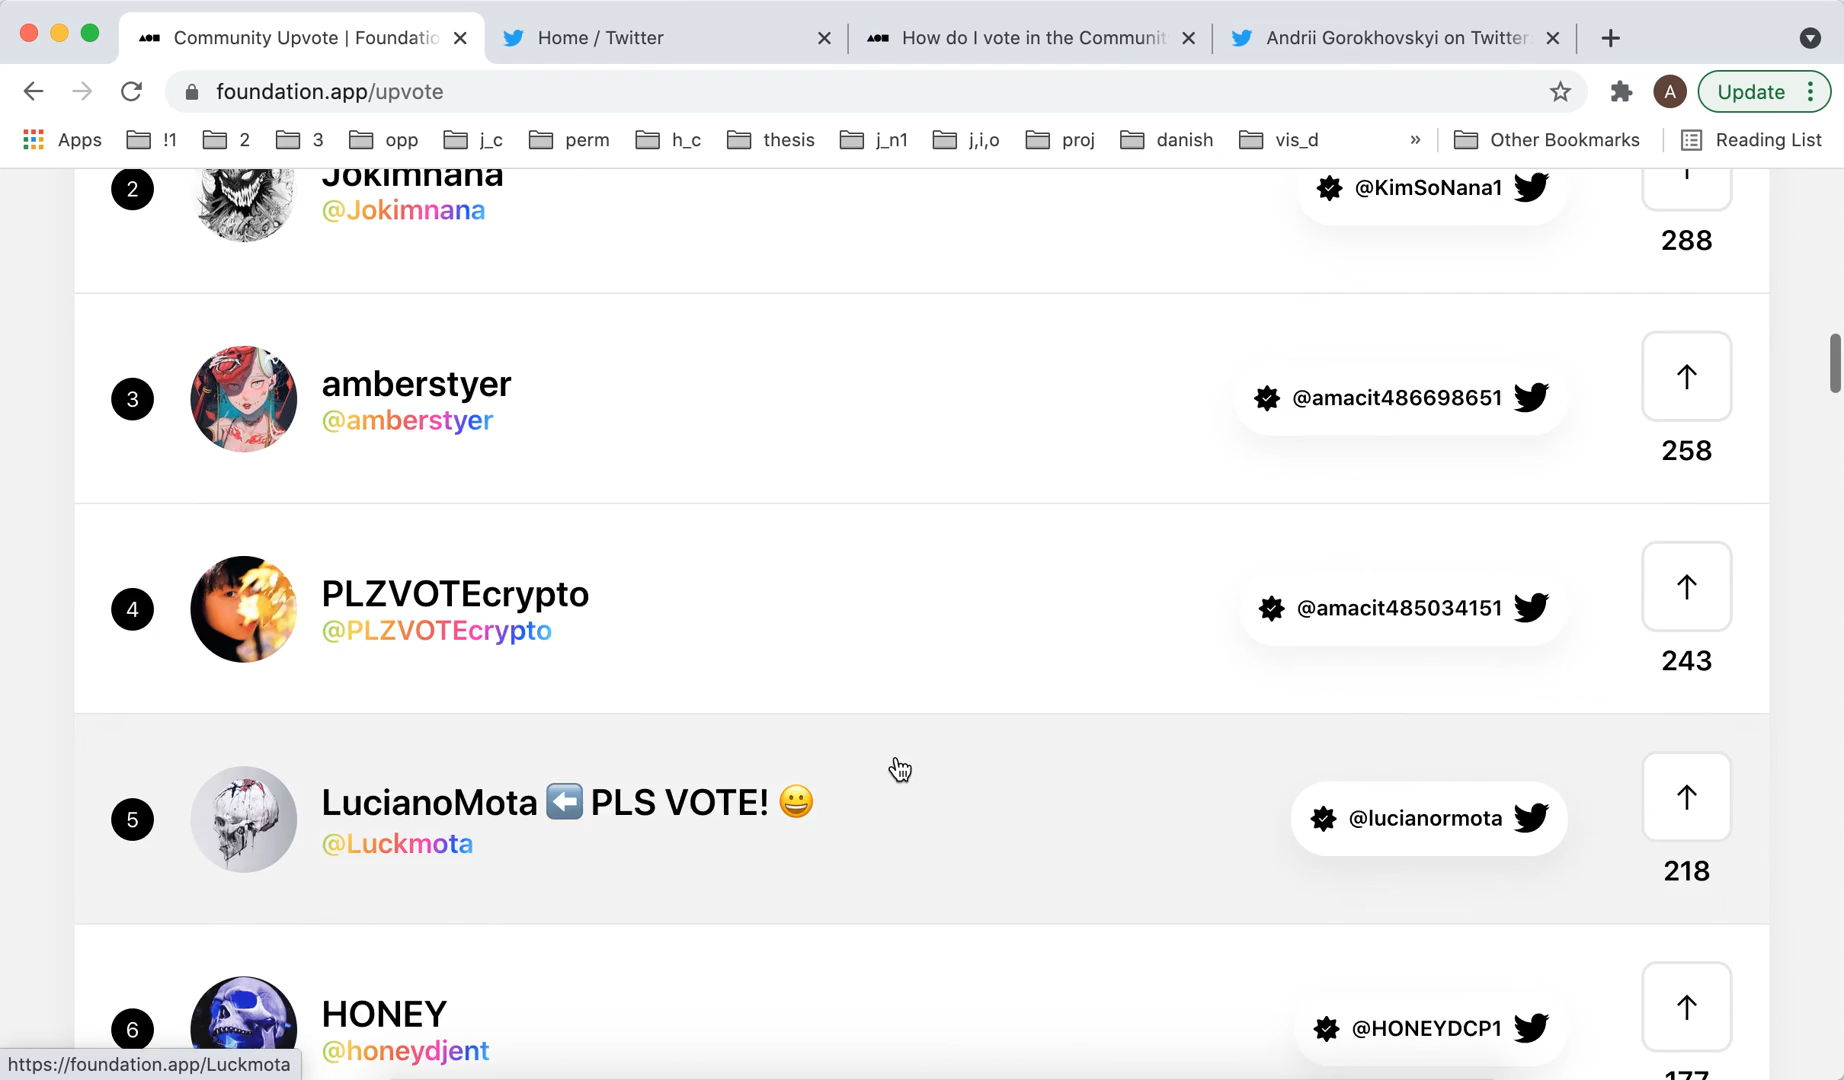 Community Upvote | Foundatio
Home / Twitter
How do I vote in the Communit
Andrii Gorokhovskyi on Twitter:
foundation.app/upvote
A
Update
Apps
!1
2
3
opp
j_c
perm
h_c
thesis
j_n1
j,i,o
proj
danish
vis_d
»
Other Bookmarks
Reading List
2
Jokimnana
@Jokimnana
@KimSoNana1
288
3
amberstyer
@amberstyer
@amacit486698651
258
4
PLZVOTEcrypto
@PLZVOTEcrypto
@amacit485034151
243
5
LucianoMota ⬅️ PLS VOTE! 😀
@Luckmota
@lucianormota
218
6
HONEY
@honeydjent
@HONEYDCP1
177
https://foundation.app/Luckmota